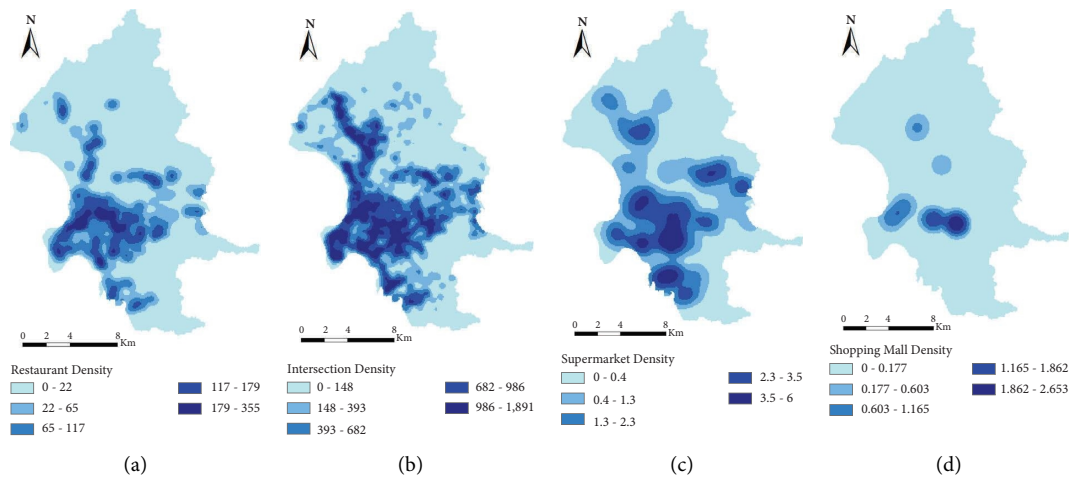 N
0 2 4 8
Km
Restaurant Density
0 - 22
22 - 65
65 - 117
117 - 179
179 - 355
(a)
N
0 2 4 8
Km
Intersection Density
0 - 148
148 - 393
393 - 682
682 - 986
986 - 1,891
(b)
N
0 2 4 8
Km
Supermarket Density
0 - 0.4
0.4 - 1.3
1.3 - 2.3
2.3 - 3.5
3.5 - 6
(c)
N
0 2 4 8
Km
Shopping Mall Density
0 - 0.177
0.177 - 0.603
0.603 - 1.165
1.165 - 1.862
1.862 - 2.653
(d)